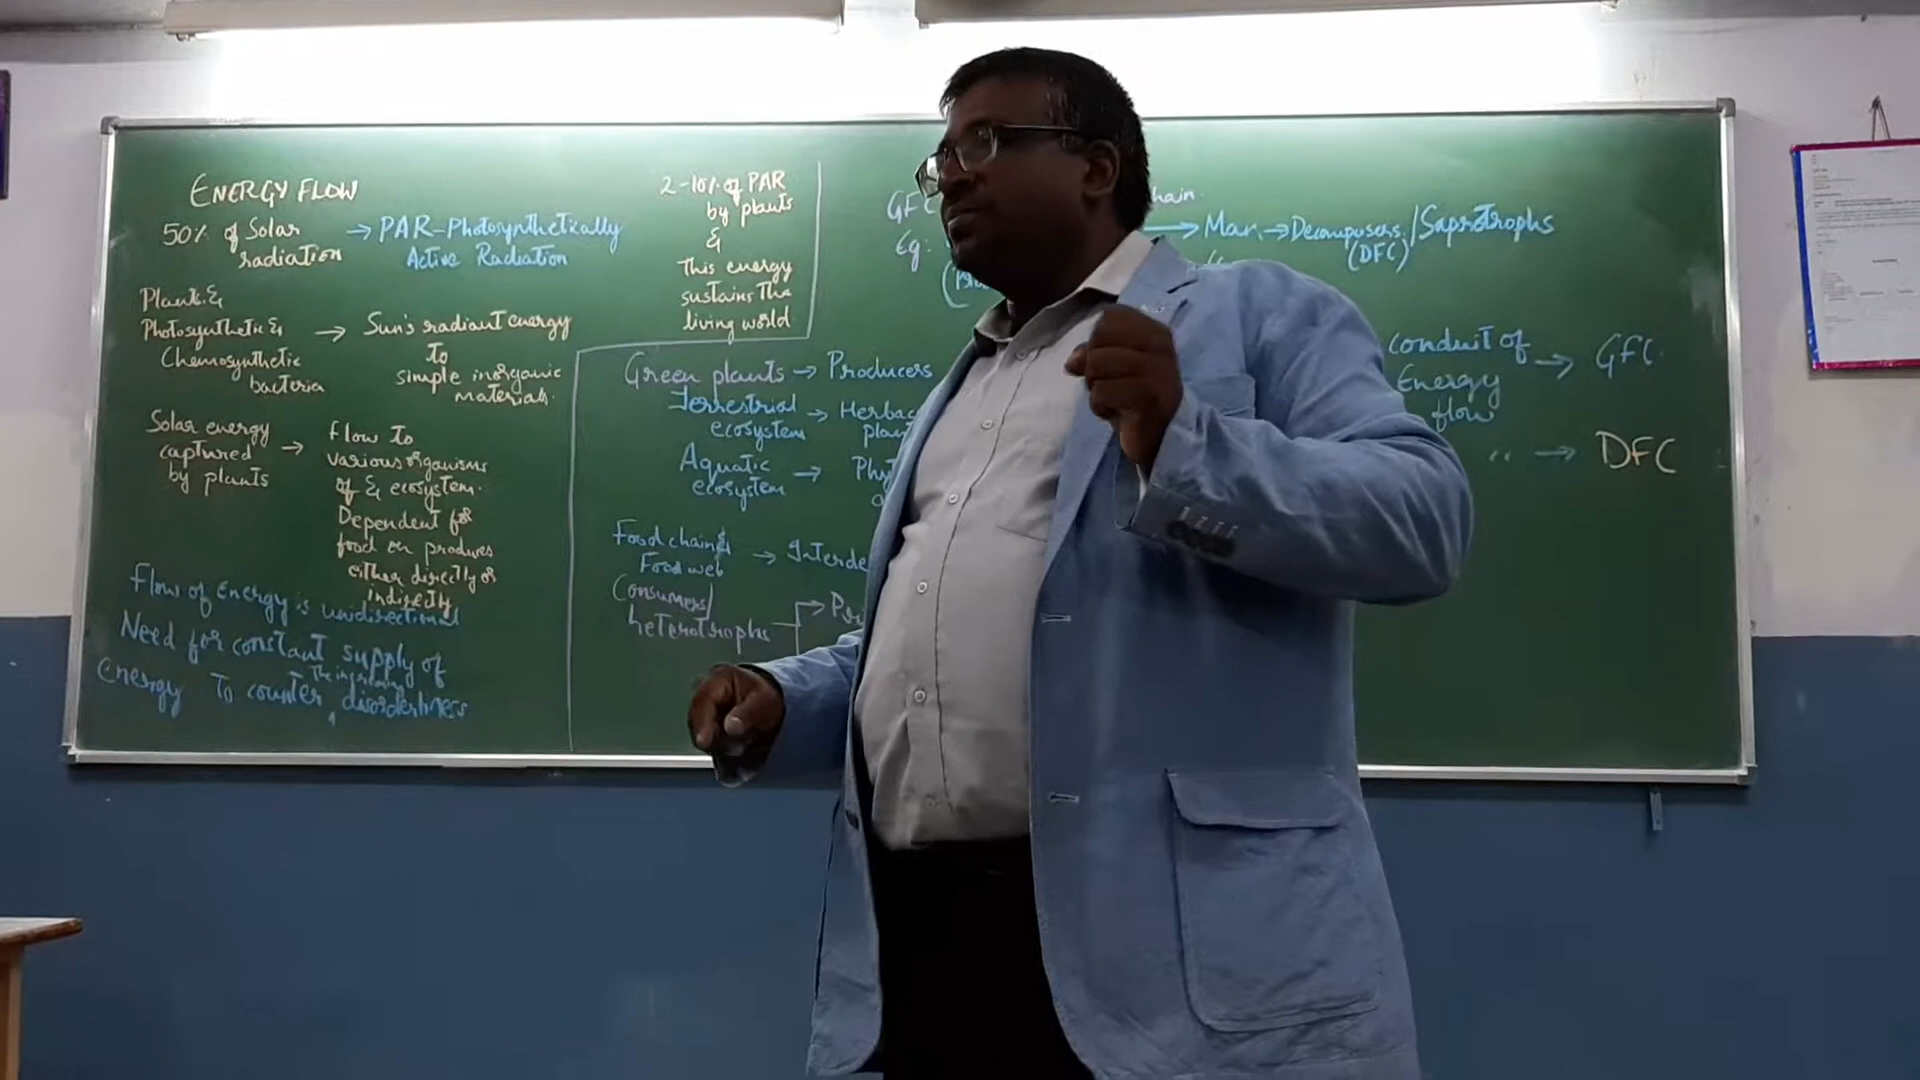 ENERGY FLOW
50% of Solar
radiation
→ PAR-Photosynthetically
Active Radiation
Plants &
Photosynthetic &
Chemosynthetic
bacteria
→ Sun's radiant energy
to
simple inorganic
materials.
Solar energy
captured
by plants
→ flow to
various organisms
of & ecosystem.
Dependent for
food on produces
either directly or
indirectly
Flow of Energy is unidirectional
Need for constant supply of
energy to counter, The increasing disorderliness
2-10% of PAR
by plants
&
This energy
sustains the
living world
Green plants → Producers
Terrestrial
ecosystem
→ Herbac
plan
Aquatic
ecosystem
→ Phy
Food chain &
Food web
→ Interde
Consumers/
heterotrophs
→ Pri
GFC
hain.
Eg:
→ Man → Decomposers / Saprotrophs
(DFC)
conduit of
Energy
flow
→ GFC.
" → DFC